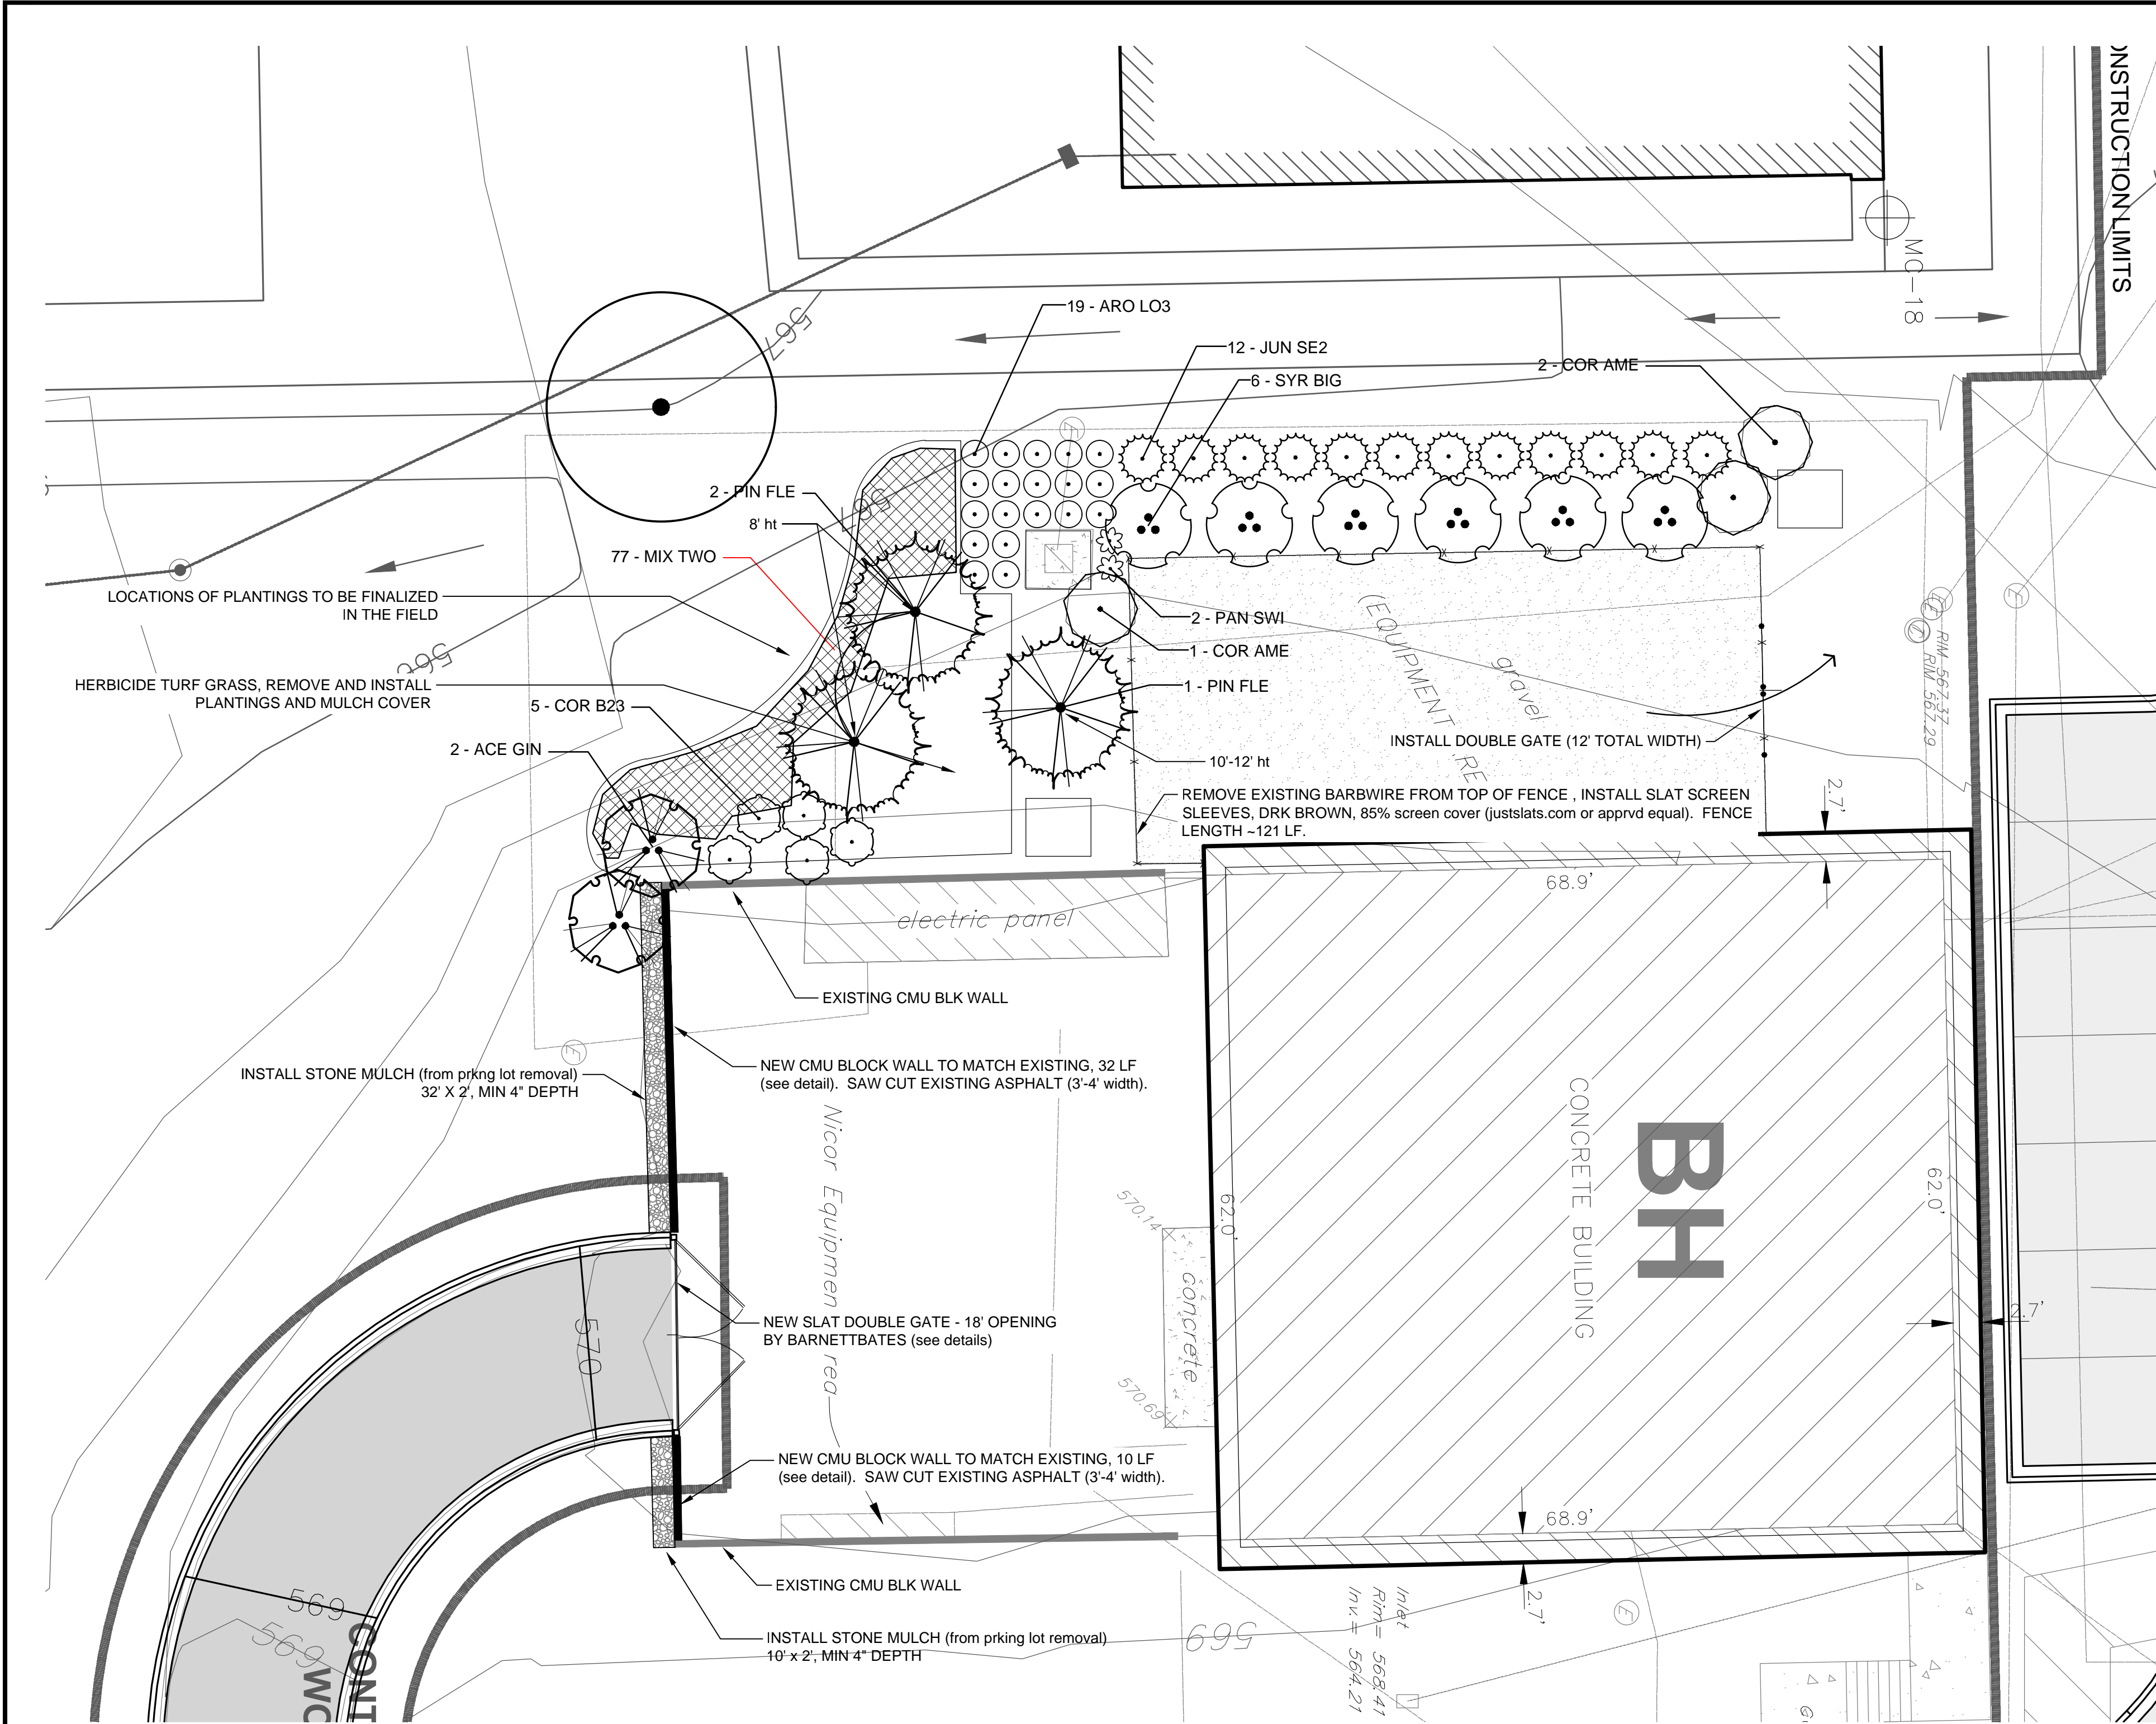 ONSTRUCTION LIMITS
MC-18
567
19 - ARO LO3
12 - JUN SE2
6 - SYR BIG
2 - COR AME
2 - PIN FLE
8' ht
567
77 - MIX TWO
LOCATIONS OF PLANTINGS TO BE FINALIZED
IN THE FIELD
HERBICIDE TURF GRASS, REMOVE AND INSTALL
PLANTINGS AND MULCH COVER
5 - COR B23
2 - ACE GIN
2 - PAN SWI
1 - COR AME
1 - PIN FLE
10'-12' ht
(EQUIPMENT RE
gravel
E
E
E
RIM 567.37
RIM 567.29
INSTALL DOUBLE GATE (12' TOTAL WIDTH)
REMOVE EXISTING BARBWIRE FROM TOP OF FENCE , INSTALL SLAT SCREEN
SLEEVES, DRK BROWN, 85% screen cover (justslats.com or apprvd equal). FENCE
LENGTH ~121 LF.
2.7'
68.9'
electric panel
EXISTING CMU BLK WALL
E
INSTALL STONE MULCH (from prkng lot removal)
32' X 2', MIN 4" DEPTH
NEW CMU BLOCK WALL TO MATCH EXISTING, 32 LF
(see detail). SAW CUT EXISTING ASPHALT (3'-4' width).
Nicor Equipmen rea
570.14
concrete
570.69
62.0'
CONCRETE BUILDING
BH
62.0'
2.7'
570
NEW SLAT DOUBLE GATE - 18' OPENING
BY BARNETTBATES (see details)
NEW CMU BLOCK WALL TO MATCH EXISTING, 10 LF
(see detail). SAW CUT EXISTING ASPHALT (3'-4' width).
68.9'
2.7'
EXISTING CMU BLK WALL
INSTALL STONE MULCH (from prking lot removal)
10' x 2', MIN 4" DEPTH
569
569
CONT
WO
569
Inlet
Rim= 568.41
Inv.= 564.21
E